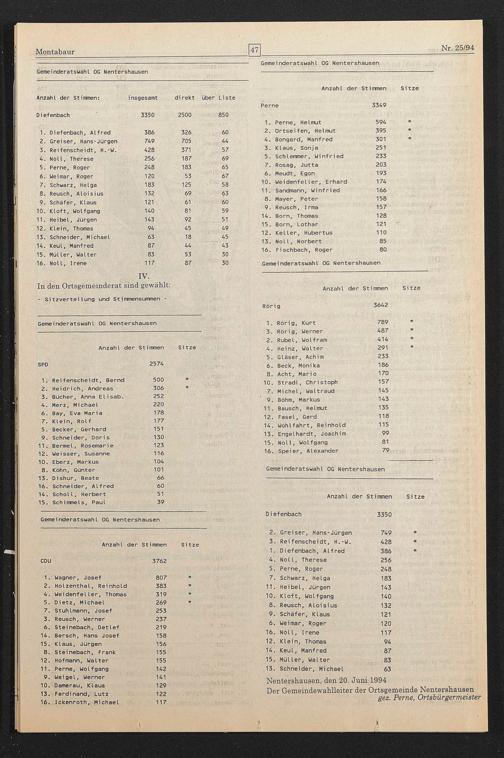 Montabaur
47
Nr. 25/94
Gemeinderatswahl OG Nentershausen
Anzahl der Stimmen: insgesamt direkt über Liste
Diefenbach 3350 2500 850
1. Diefenbach, Alfred 386 326 60
2. Greiser, Hans-Jürgen 749 705 44
3. Reifenscheidt, H.-W. 428 371 57
4. Noll, Therese 256 187 69
5. Perne, Roger 248 183 65
6. Weimar, Roger 120 53 67
7. Schwarz, Helga 183 125 58
8. Reusch, Aloisius 132 69 63
9. Schäfer, Klaus 121 61 60
10. Kloft, Wolfgang 140 81 59
11. Heibel, Jürgen 143 92 51
12. Klein, Thomas 94 45 49
13. Schneider, Michael 63 18 45
14. Keul, Manfred 87 44 43
15. Müller, Walter 83 53 30
16. Noll, Irene 117 87 30
IV.
In den Ortsgemeinderat sind gewählt:
- Sitzverteilung und Stimmensummen -
Gemeinderatswahl OG Nentershausen
Anzahl der Stimmen Sitze
SPD 2574
1. Reifenscheidt, Bernd 500 *
2. Heidrich, Andreas 306 *
3. Bücher, Anna Elisab. 252
4. Merz, Michael 220
6. Bay, Eva Maria 178
7. Klein, Rolf 177
5. Becker, Gerhard 151
9. Schneider, Doris 130
11. Bermel, Rosemarie 123
12. Weisser, Susanne 116
10. Eberz, Markus 104
8. Köhn, Günter 101
13. Dishur, Beate 66
16. Schneider, Alfred 60
14. Scholl, Herbert 51
15. Schimmels, Paul 39
Gemeinderatswahl OG Nentershausen
Anzahl der Stimmen Sitze
CDU 3762
1. Wagner, Josef 807 *
2. Holzenthal, Reinhold 383 *
4. Weidenfeller, Thomas 319 *
5. Dietz, Michael 269 *
7. Stuhlmann, Josef 253
3. Reusch, Werner 237
6. Steinebach, Detlef 219
14. Bersch, Hans Josef 158
15. Klaus, Jürgen 156
8. Steinebach, Frank 155
12. Hofmann, Walter 155
11. Perne, Wolfgang 142
9. Weigel, Werner 141
10. Damerau, Klaus 129
13. Ferdinand, Lutz 122
16. Ickenroth, Michael 117
Gemeinderatswahl OG Nentershausen
Anzahl der Stimmen Sitze
Perne 3349
1. Perne, Helmut 594 *
2. Ortseifen, Helmut 395 *
4. Bongard, Manfred 301 *
3. Klaus, Sonja 251
5. Schlemmer, Winfried 233
7. Rosag, Jutta 203
6. Meudt, Egon 193
10. Weidenfeller, Erhard 174
11. Sandmann, Winfried 166
8. Mayer, Peter 158
9. Reusch, Irma 157
14. Born, Thomas 128
15. Born, Lothar 121
12. Keller, Hubertus 110
13. Noll, Norbert 85
16. Fischbach, Roger 80
Gemeinderatswahl OG Nentershausen
Anzahl der Stimmen Sitze
Rörig 3642
1. Rörig, Kurt 789 *
3. Rörig, Werner 487 *
2. Rubel, Wolfram 414 *
4. Heinz, Walter 291 *
5. Gläser, Achim 233
6. Beck, Monika 186
8. Acht, Mario 170
10. Stradi, Christoph 157
7. Michel, Waltraud 145
9. Böhm, Markus 143
11. Bausch, Helmut 135
12. Fasel, Gerd 118
14. Wohlfahrt, Reinhold 115
13. Engelhardt, Joachim 99
15. Noll, Wolfgang 81
16. Speier, Alexander 79
Gemeinderatswahl OG Nentershausen
Anzahl der Stimmen Sitze
Diefenbach 3350
2. Greiser, Hans-Jürgen 749 *
3. Reifenscheidt, H.-W. 428 *
1. Diefenbach, Alfred 386 *
4. Noll, Therese 256
5. Perne, Roger 248
7. Schwarz, Helga 183
11. Heibel, Jürgen 143
10. Kloft, Wolfgang 140
8. Reusch, Aloisius 132
9. Schäfer, Klaus 121
6. Weimar, Roger 120
16. Noll, Irene 117
12. Klein, Thomas 94
14. Keul, Manfred 87
15. Müller, Walter 83
13. Schneider, Michael 63
Nentershausen, den 20. Juni 1994
Der Gemeindewahlleiter der Ortsgemeinde Nentershausen
gez. Perne, Ortsbürgermeister